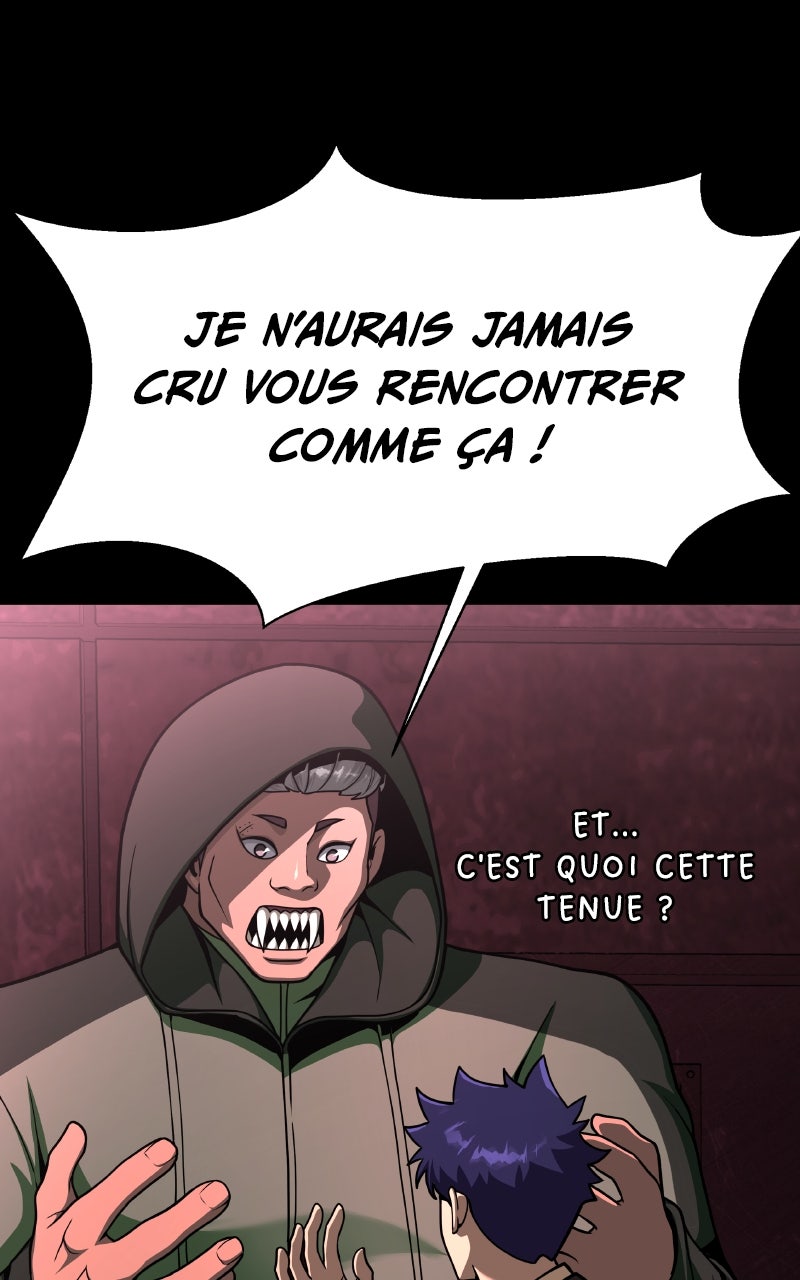 JE N'AURAIS JAMAIS
CRU VOUS RENCONTRER
COMME ÇA !
ET...
C'EST QUOI CETTE
TENUE ?